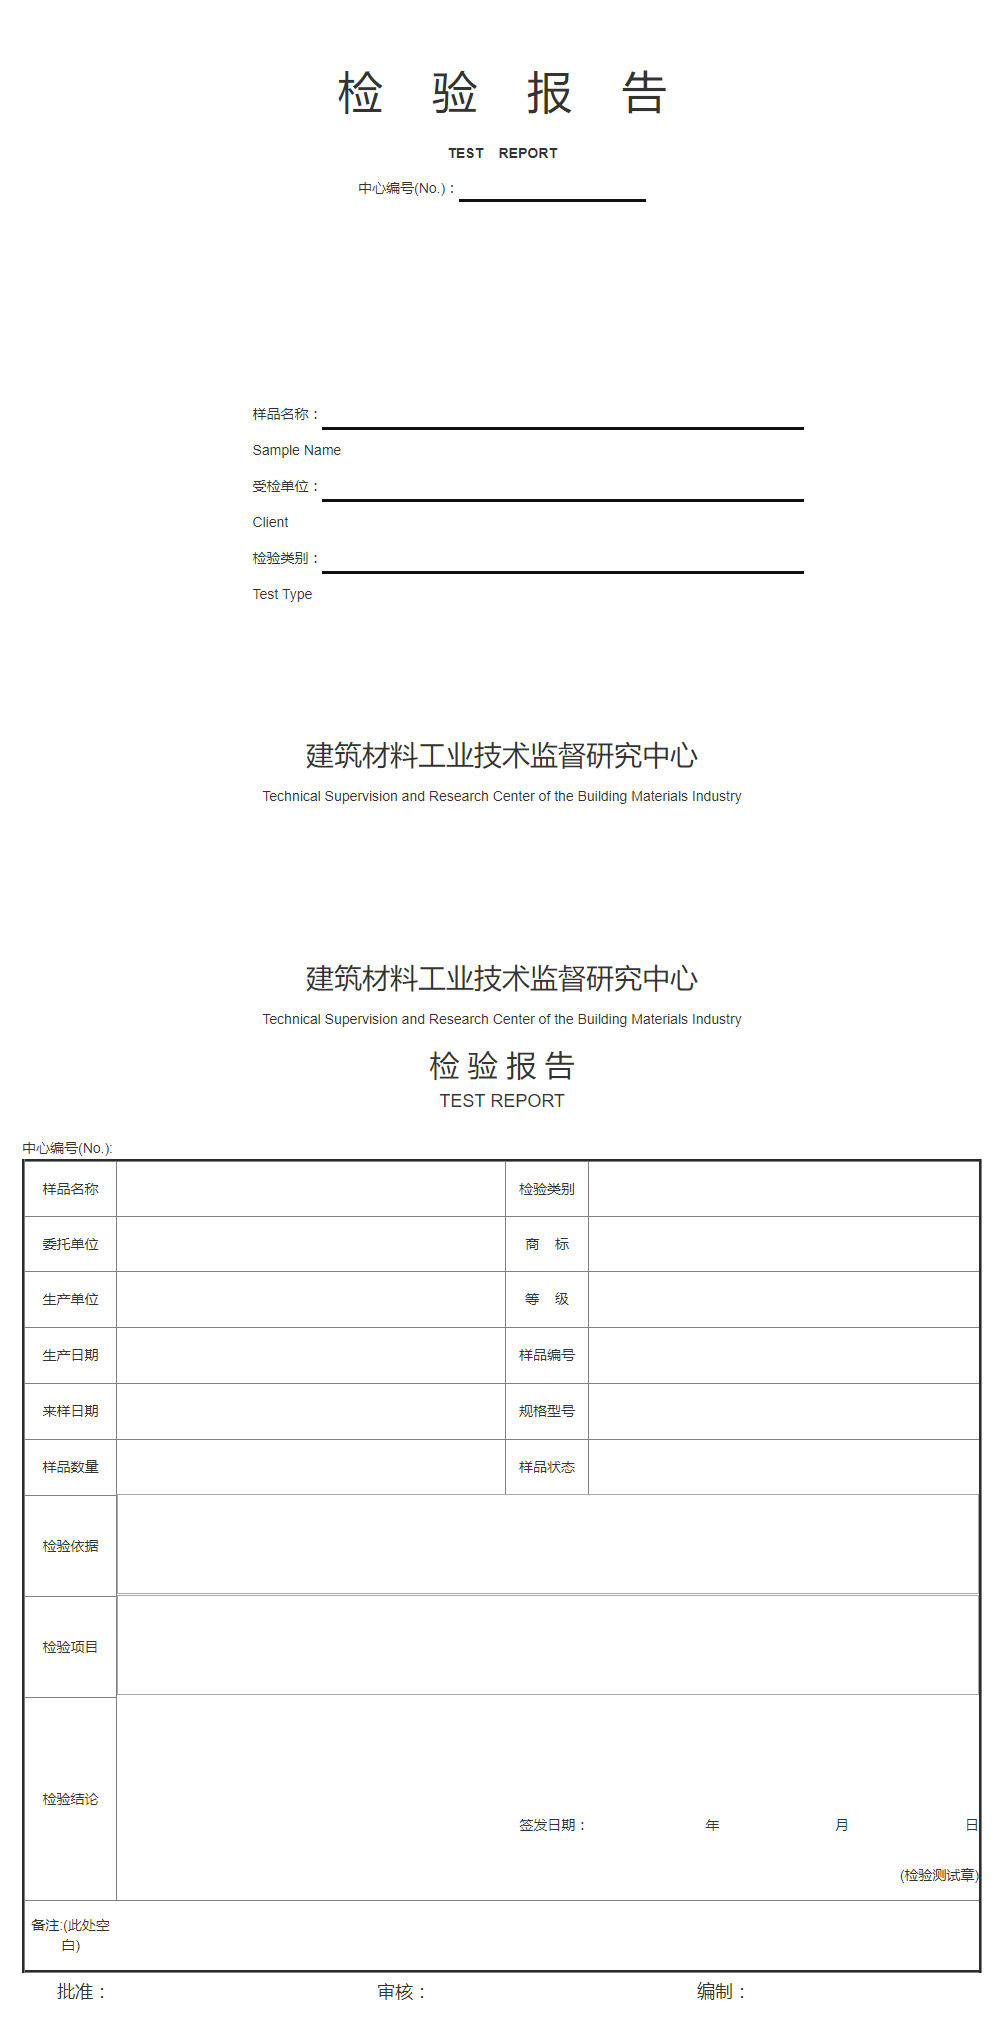 检 验 报 告
TEST REPORT
中心编号(No.)：
样品名称：
Sample Name
受检单位：
Client
检验类别：
Test Type
建筑材料工业技术监督研究中心
Technical Supervision and Research Center of the Building Materials Industry
建筑材料工业技术监督研究中心
Technical Supervision and Research Center of the Building Materials Industry
检 验 报 告
TEST REPORT
中心编号(No.):
样品名称 检验类别
委托单位 商 标
生产单位 等 级
生产日期 样品编号
来样日期 规格型号
样品数量 样品状态
检验依据
检验项目
检验结论
签发日期： 年 月 日
(检验测试章)
备注:(此处空
白)
批准： 审核： 编制：